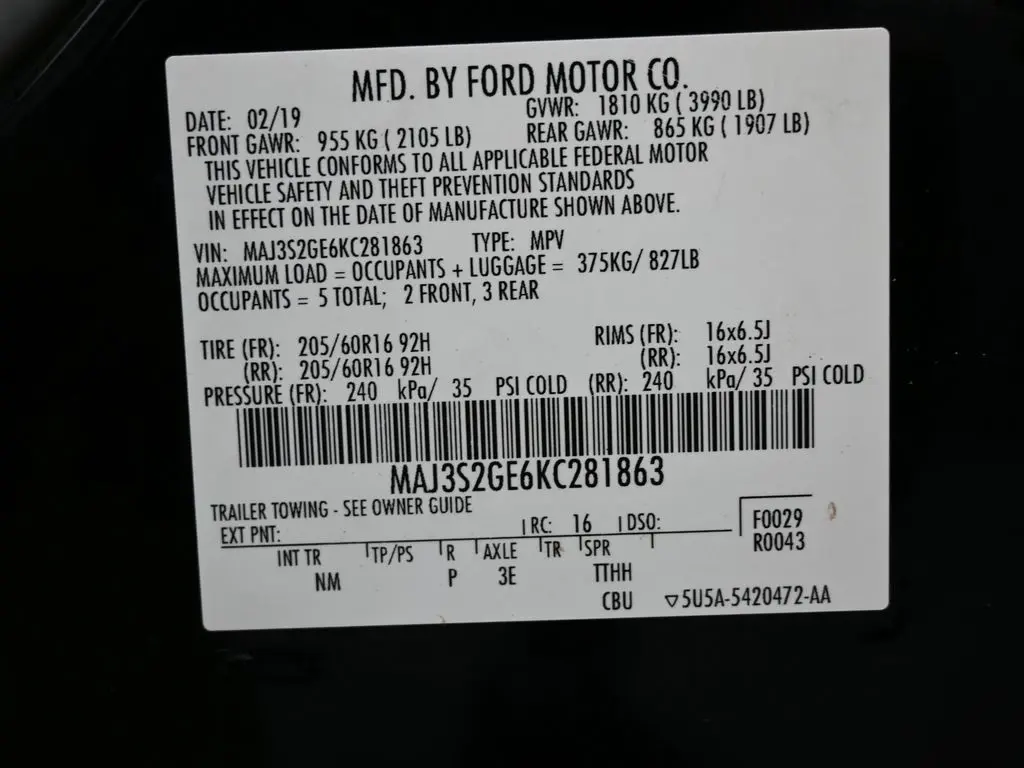 MFD. BY FORD MOTOR CO.
DATE: 02/19 GVWR: 1810 KG ( 3990 LB)
FRONT GAWR: 955 KG ( 2105 LB) REAR GAWR: 865 KG ( 1907 LB)
THIS VEHICLE CONFORMS TO ALL APPLICABLE FEDERAL MOTOR
VEHICLE SAFETY AND THEFT PREVENTION STANDARDS
IN EFFECT ON THE DATE OF MANUFACTURE SHOWN ABOVE.
VIN: MAJ3S2GE6KC281863 TYPE: MPV
MAXIMUM LOAD = OCCUPANTS + LUGGAGE = 375KG/ 827LB
OCCUPANTS = 5 TOTAL; 2 FRONT, 3 REAR
TIRE (FR): 205/60R16 92H RIMS (FR): 16x6.5J
(RR): 205/60R16 92H (RR): 16x6.5J
PRESSURE (FR): 240 kPa/ 35 PSI COLD (RR): 240 kPa/ 35 PSI COLD
MAJ3S2GE6KC281863
TRAILER TOWING - SEE OWNER GUIDE
EXT PNT: RC: 16 DSO: F0029
INT TR TP/PS R AXLE TR SPR R0043
NM P 3E TTHH
CBU ▽5U5A-5420472-AA